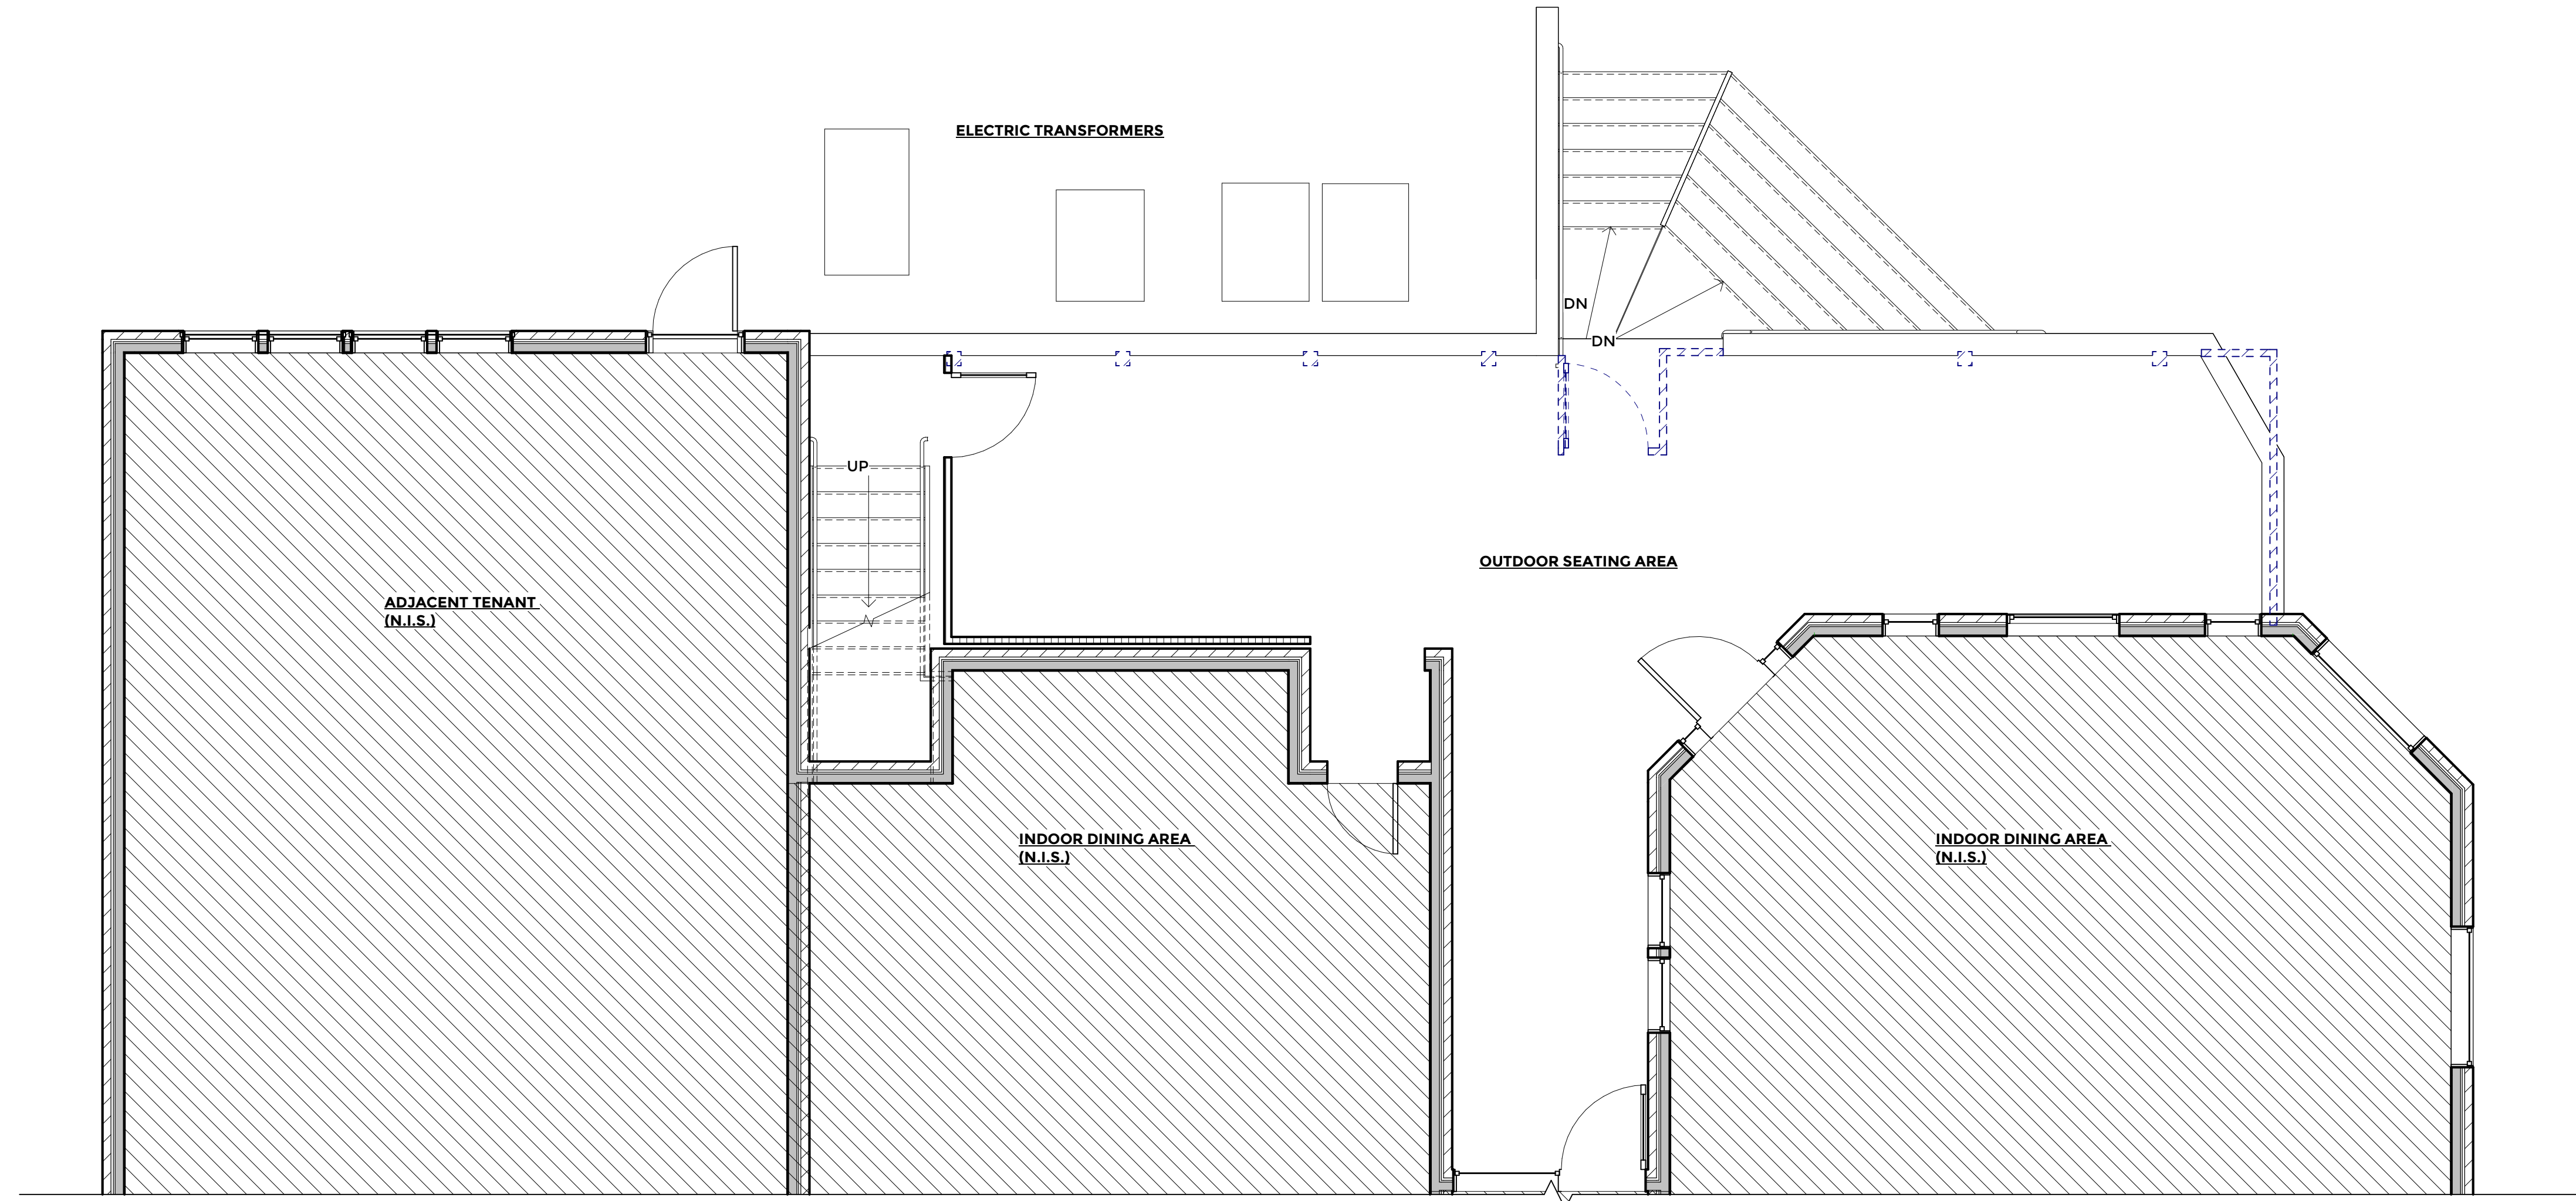 ELECTRIC TRANSFORMERS
DN
DN
UP
OUTDOOR SEATING AREA
ADJACENT TENANT
(N.I.S.)
INDOOR DINING AREA
(N.I.S.)
INDOOR DINING AREA
(N.I.S.)